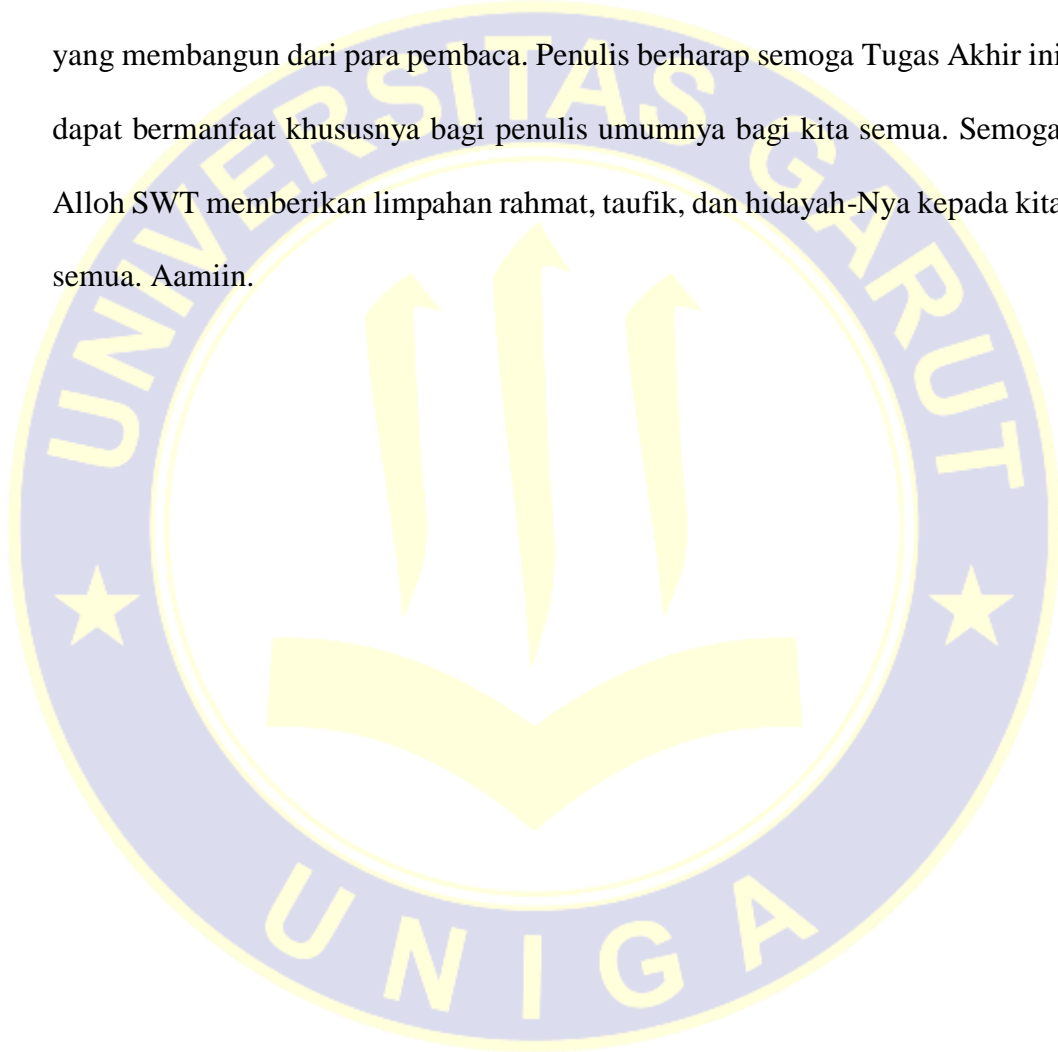 yang membangun dari para pembaca. Penulis berharap semoga Tugas Akhir ini
dapat bermanfaat khususnya bagi penulis umumnya bagi kita semua. Semoga
Alloh SWT memberikan limpahan rahmat, taufik, dan hidayah-Nya kepada kita
semua. Aamiin.
UNIVERSITAS GARUT
UNIGA